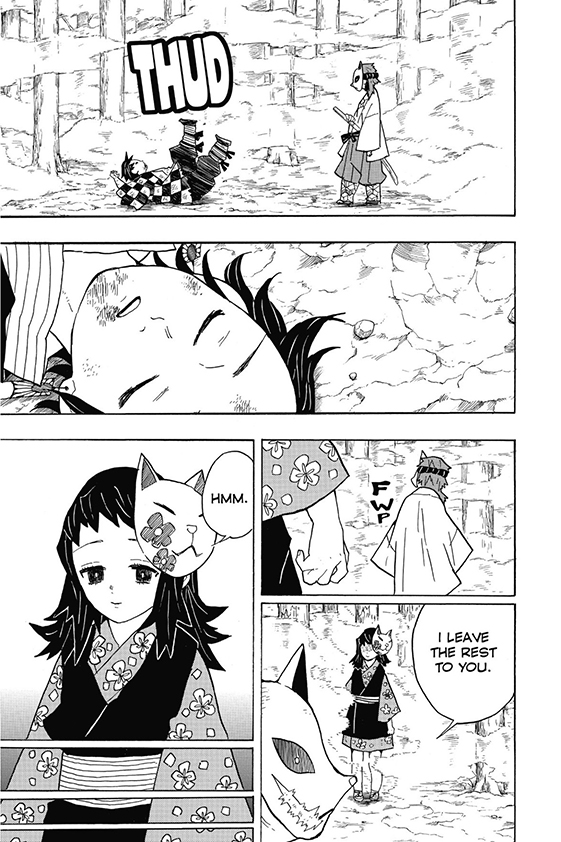 THUD
FWP
I LEAVE
THE REST
TO YOU.
HMM.